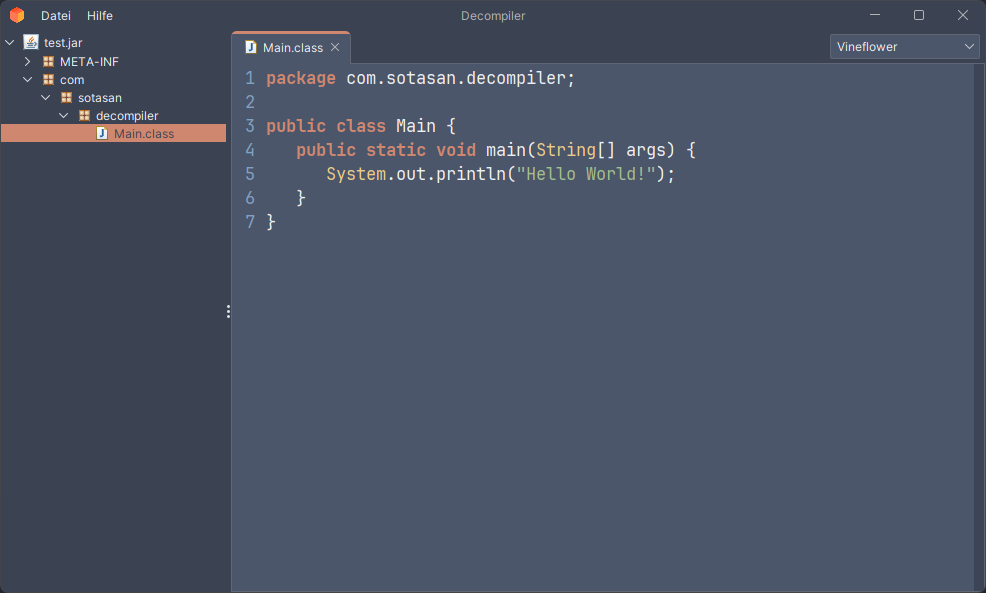 Datei Hilfe Decompiler
test.jar
META-INF
com
sotasan
decompiler
Main.class
Main.class
Vineflower
1 package com.sotasan.decompiler;
2
3 public class Main {
4    public static void main(String[] args) {
5       System.out.println("Hello World!");
6    }
7 }